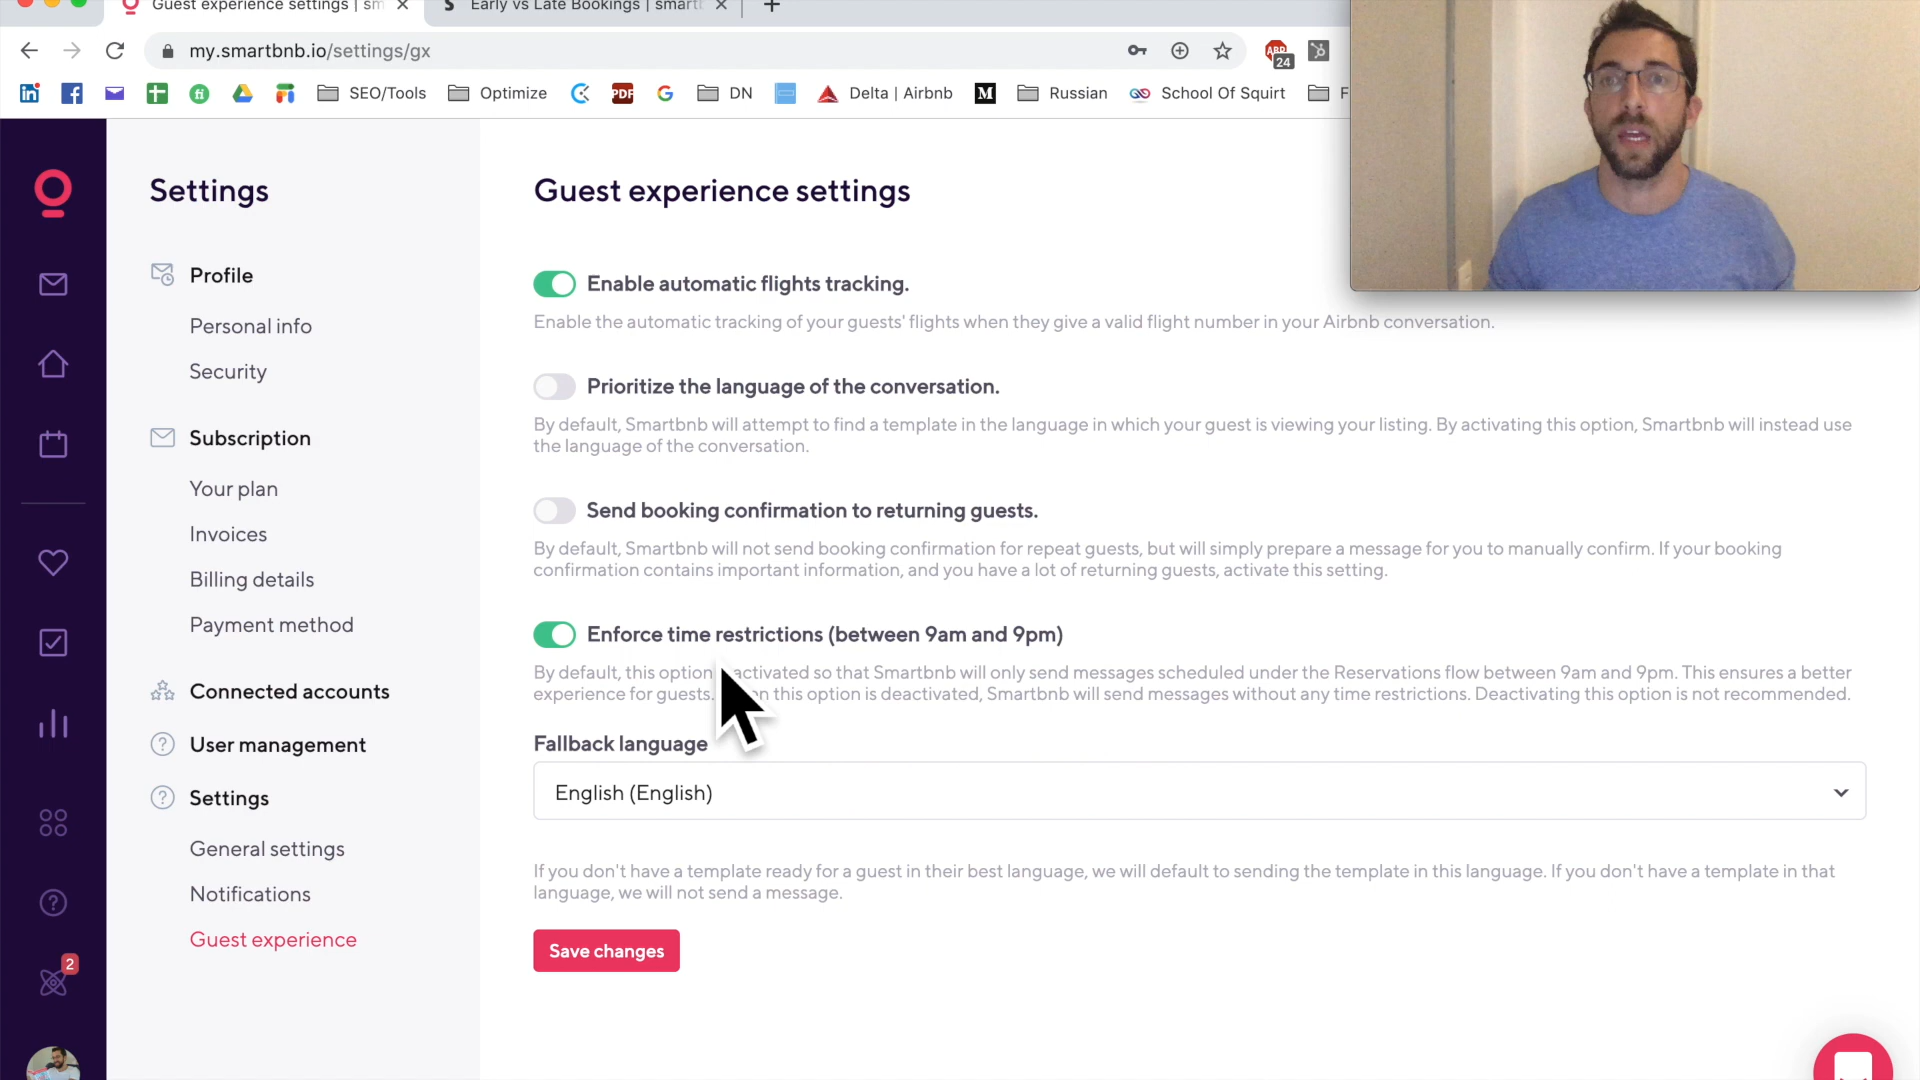 Guest experience settings | sm
Early vs Late Bookings | smartb
my.smartbnb.io/settings/gx
ABP
24
SEO/Tools
Optimize
PDF
DN
Delta | Airbnb
M
Russian
School Of Squirt
F
Settings
Profile
Personal info
Security
Subscription
Your plan
Invoices
Billing details
Payment method
Connected accounts
User management
Settings
General settings
Notifications
Guest experience
2
Guest experience settings
Enable automatic flights tracking.
Enable the automatic tracking of your guests' flights when they give a valid flight number in your Airbnb conversation.
Prioritize the language of the conversation.
By default, Smartbnb will attempt to find a template in the language in which your guest is viewing your listing. By activating this option, Smartbnb will instead use
the language of the conversation.
Send booking confirmation to returning guests.
By default, Smartbnb will not send booking confirmation for repeat guests, but will simply prepare a message for you to manually confirm. If your booking
confirmation contains important information, and you have a lot of returning guests, activate this setting.
Enforce time restrictions (between 9am and 9pm)
By default, this option activated so that Smartbnb will only send messages scheduled under the Reservations flow between 9am and 9pm. This ensures a better
experience for guests. this option is deactivated, Smartbnb will send messages without any time restrictions. Deactivating this option is not recommended.
Fallback language
English (English)
If you don't have a template ready for a guest in their best language, we will default to sending the template in this language. If you don't have a template in that
language, we will not send a message.
Save changes